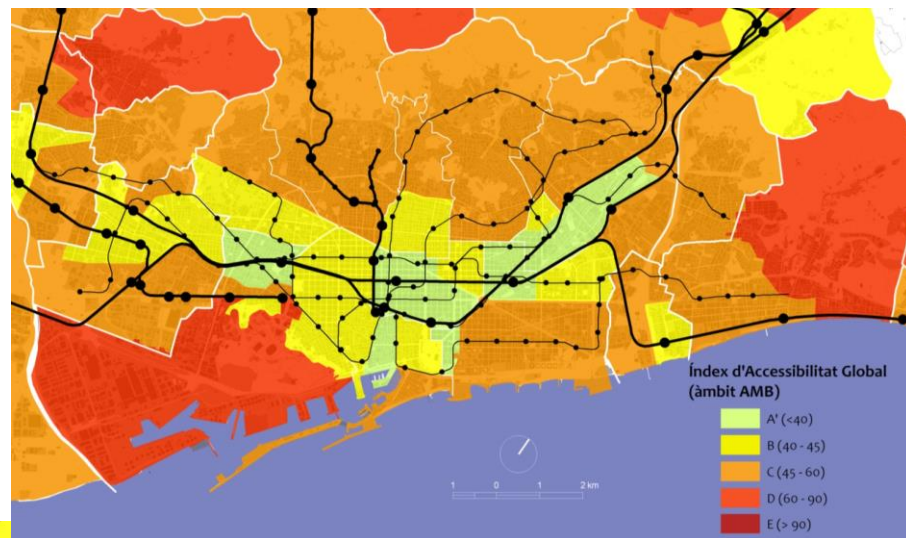 Índex d'Accessibilitat Global
(àmbit AMB)
A' (<40)
B (40 - 45)
C (45 - 60)
D (60 - 90)
E (> 90)
1 0 1 2 km